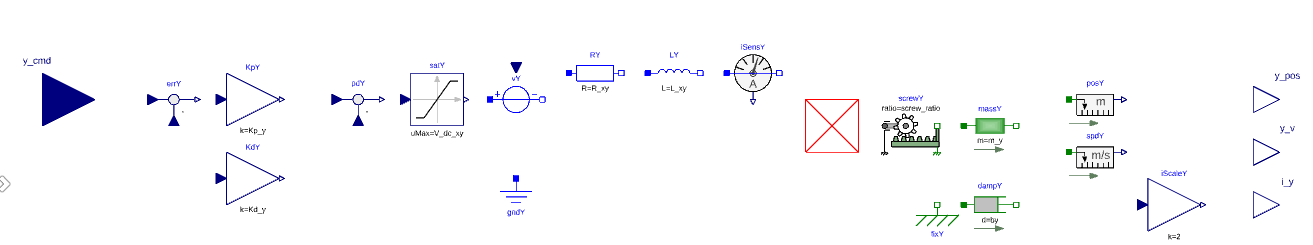 y_cmd
errY
-
KpY
k=Kp_y
KdY
k=Kd_y
pdY
-
satY
uMax=V_dc_xy
vY
+
−
gndY
RY
R=R_xy
LY
L=L_xy
iSensY
A
screwY
ratio=screw_ratio
massY
m=m_y
dampY
d=by
fixY
posY
m
spdY
m/s
iScaleY
k=2
y_pos
y_v
i_y